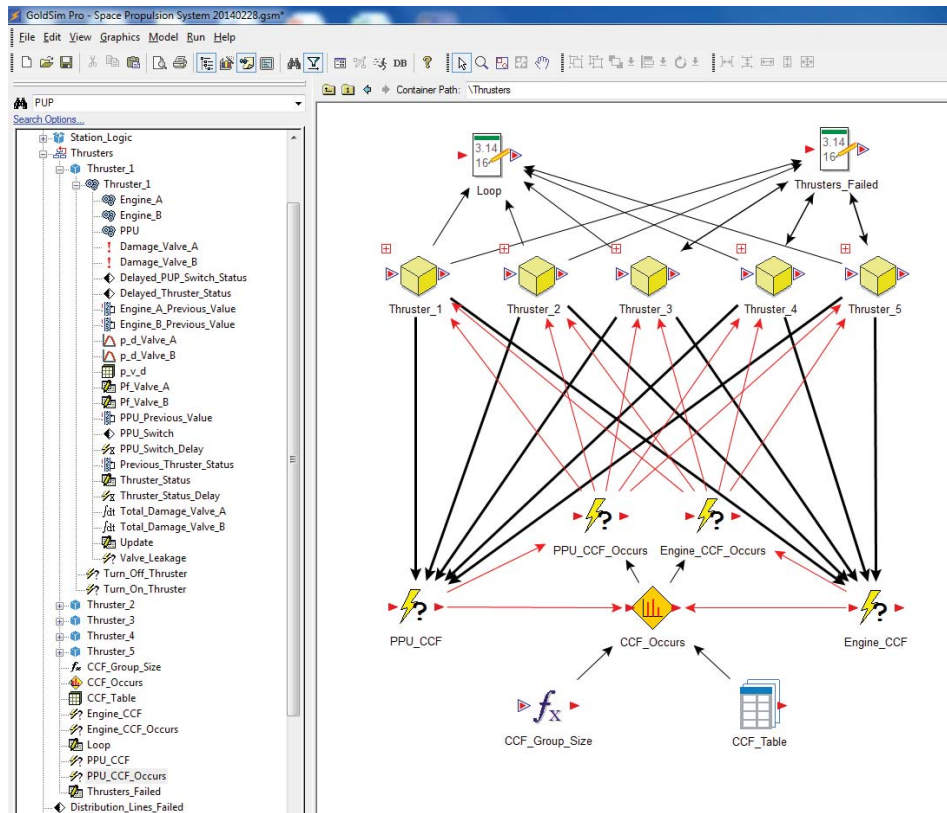 GoldSim Pro - Space Propulsion System 20140228.gsm*
File Edit View Graphics Model Run Help
DB
Container Path: \Thrusters
PUP
Search Options...
Station_Logic
Thrusters
Thruster_1
Thruster_1
Engine_A
Engine_B
PPU
Damage_Valve_A
Damage_Valve_B
Delayed_PUP_Switch_Status
Delayed_Thruster_Status
Engine_A_Previous_Value
Engine_B_Previous_Value
p_d_Valve_A
p_d_Valve_B
p_v_d
Pf_Valve_A
Pf_Valve_B
PPU_Previous_Value
PPU_Switch
PPU_Switch_Delay
Previous_Thruster_Status
Thruster_Status
Thruster_Status_Delay
Total_Damage_Valve_A
Total_Damage_Valve_B
Update
Valve_Leakage
Turn_Off_Thruster
Turn_On_Thruster
Thruster_2
Thruster_3
Thruster_4
Thruster_5
CCF_Group_Size
CCF_Occurs
CCF_Table
Engine_CCF
Engine_CCF_Occurs
Loop
PPU_CCF
PPU_CCF_Occurs
Thrusters_Failed
Distribution_Lines_Failed
3.14
16
3.14
16
Loop
Thrusters_Failed
Thruster_1
Thruster_2
Thruster_3
Thruster_4
Thruster_5
PPU_CCF_Occurs
Engine_CCF_Occurs
PPU_CCF
CCF_Occurs
Engine_CCF
fx
CCF_Group_Size
CCF_Table